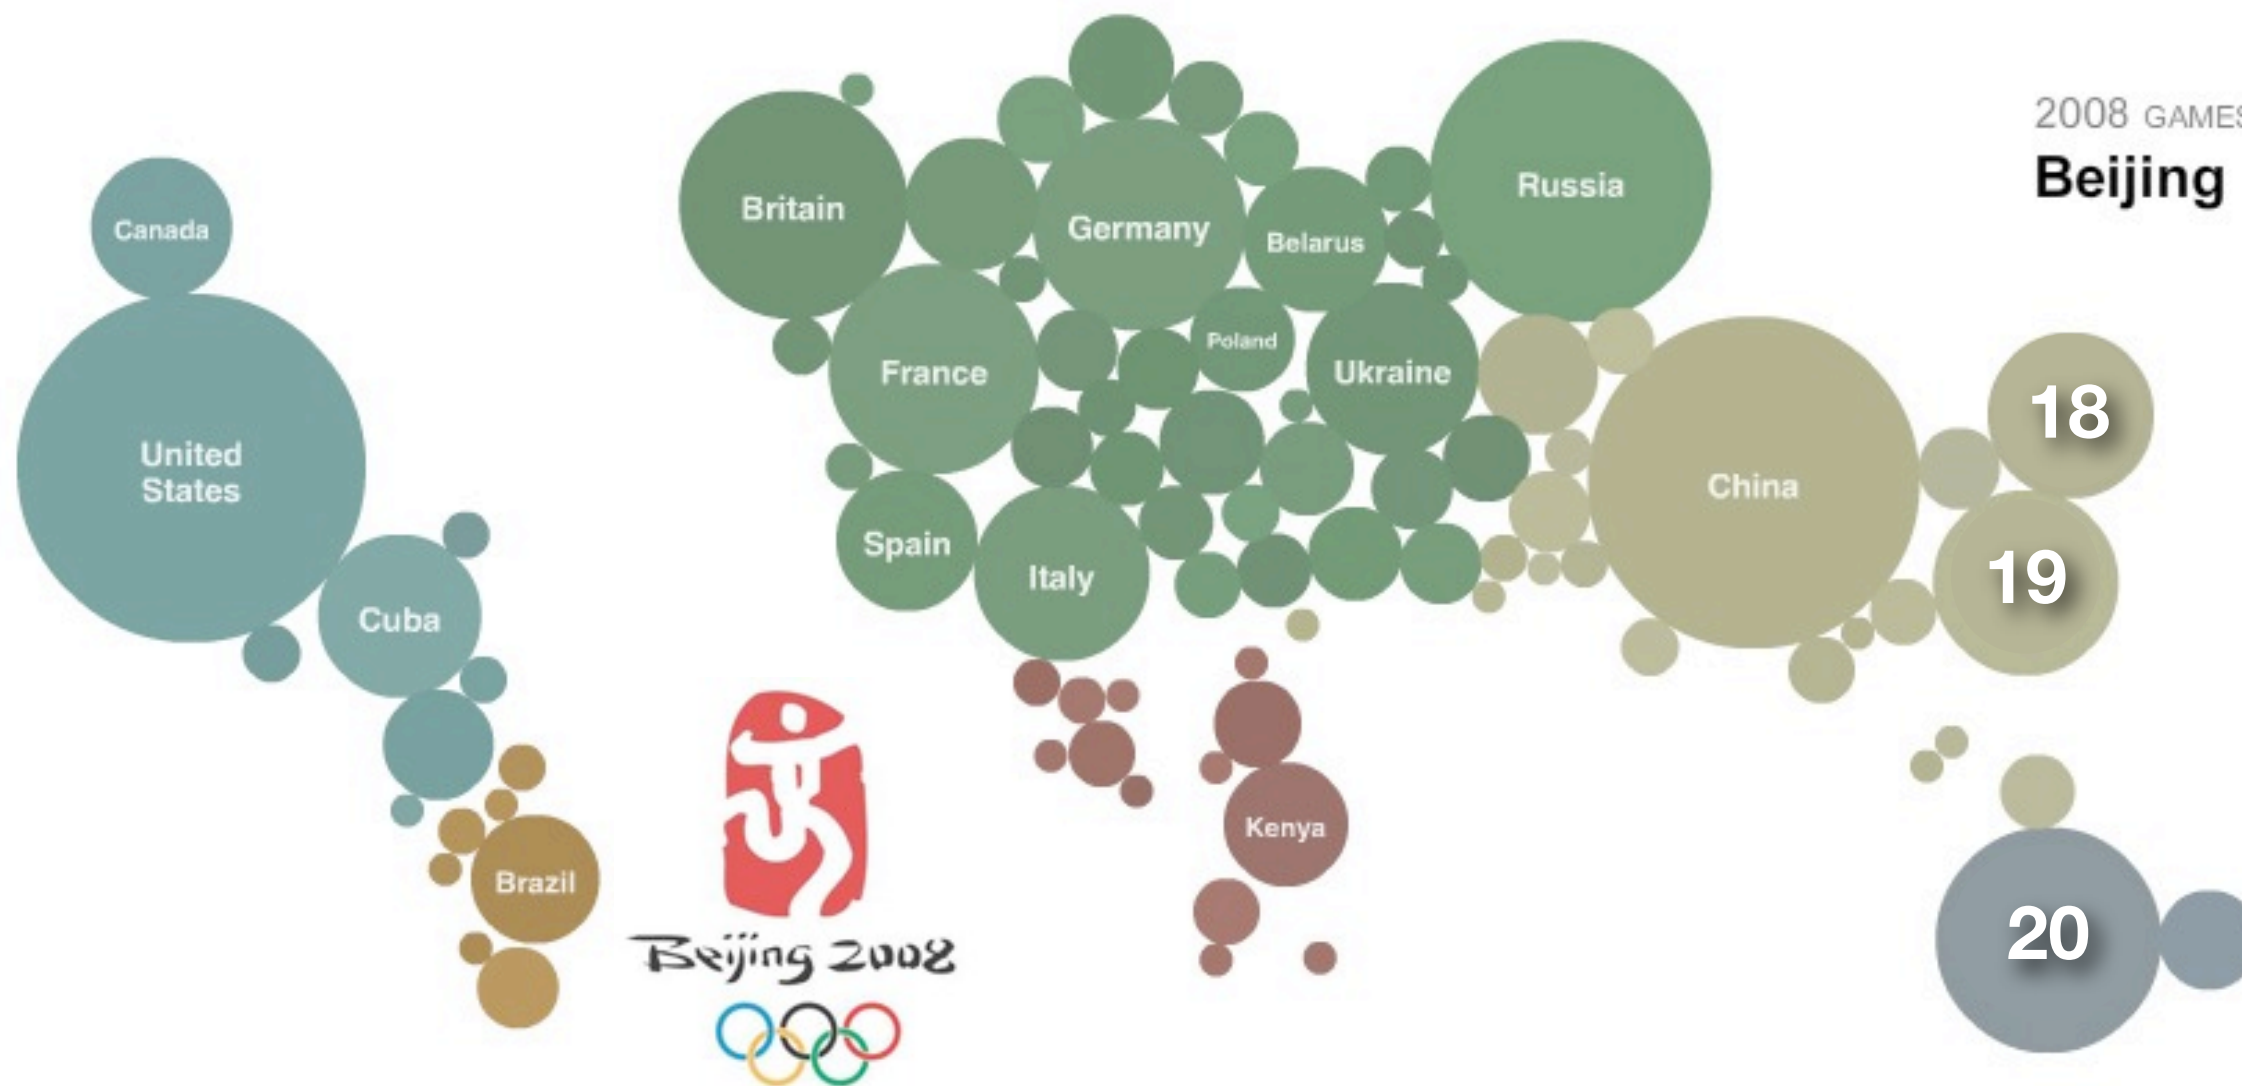 2008 GAMES
Beijing
Canada
United
States
Cuba
Brazil
Britain
Germany
Russia
Belarus
France
Poland
Ukraine
Spain
Italy
China
18
19
Kenya
20
Beijing 2008